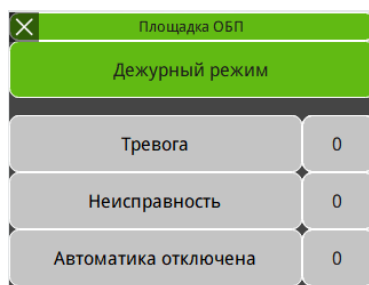 Площадка ОБП
Дежурный режим
Тревога 0
Неисправность 0
Автоматика отключена 0